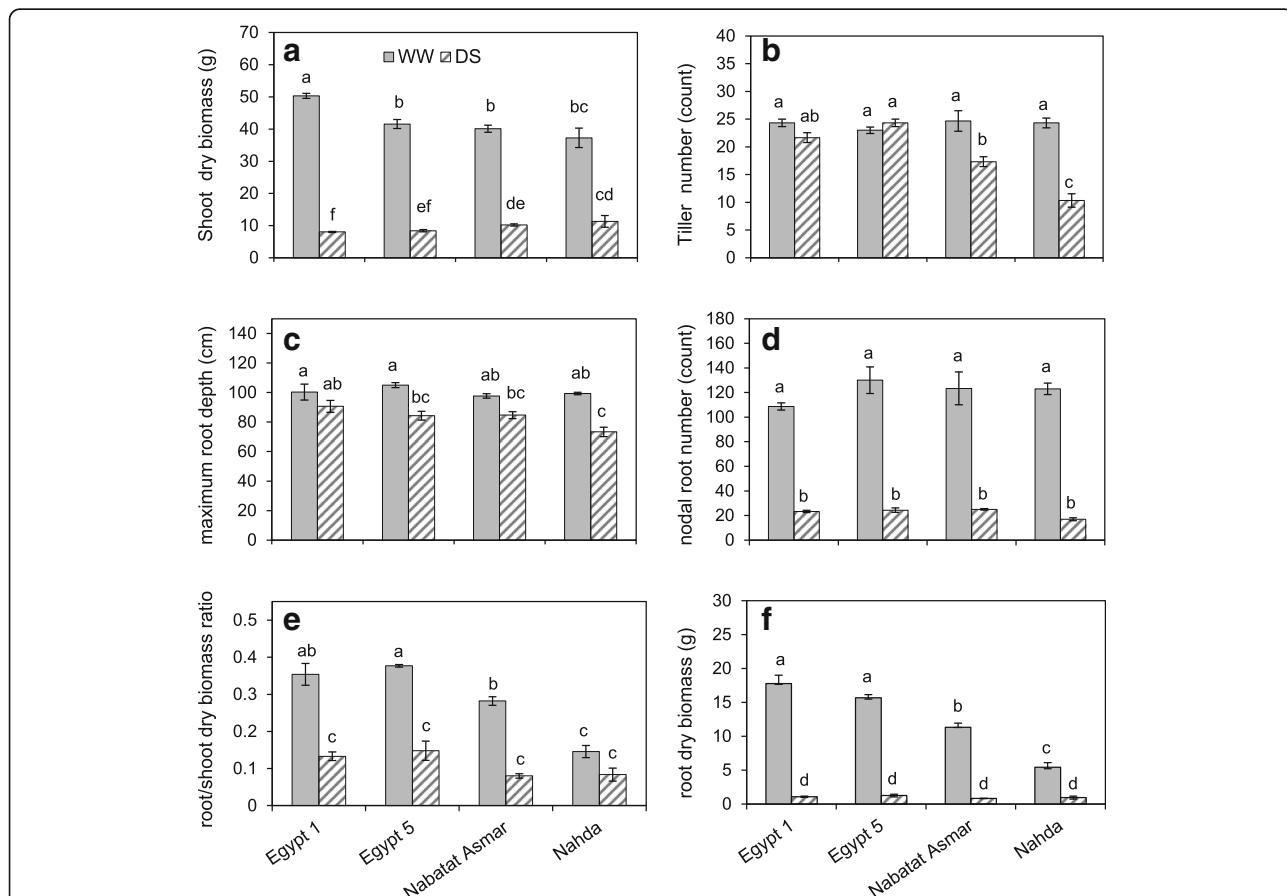 a
WW DS
Shoot dry biomass (g)
70
60
50
40
30
20
10
0
a
f
b
ef
b
de
bc
cd
b
Tiller number (count)
40
35
30
25
20
15
10
5
0
a
ab
a
a
a
b
a
c
c
maximum root depth (cm)
140
120
100
80
60
40
20
0
a
ab
a
bc
ab
bc
ab
c
d
nodal root number (count)
180
160
140
120
100
80
60
40
20
0
a
b
a
b
a
b
a
b
e
root/shoot dry biomass ratio
0.5
0.4
0.3
0.2
0.1
0
ab
c
a
c
b
c
c
c
Egypt 1
Egypt 5
Nabatat Asmar
Nahda
f
root dry biomass (g)
30
25
20
15
10
5
0
a
d
a
d
b
d
c
d
Egypt 1
Egypt 5
Nabatat Asmar
Nahda